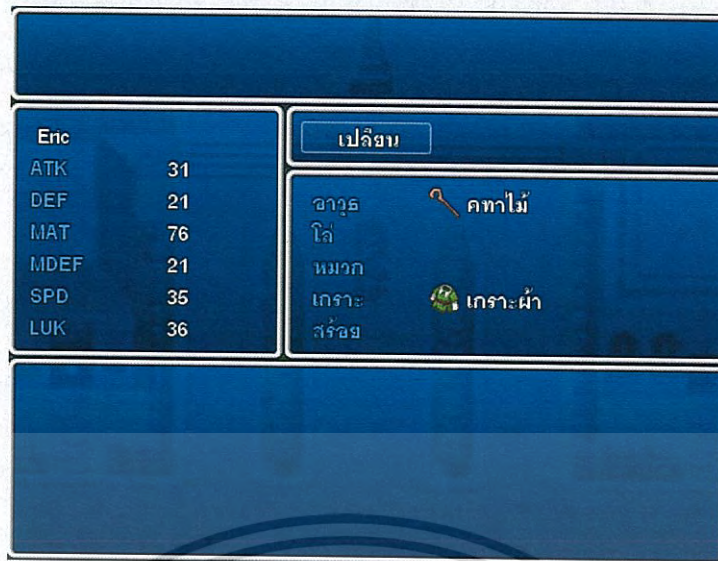 Eric
ATK 31
DEF 21
MAT 76
MDEF 21
SPD 35
LUK 36
เปลี่ยน
อาวุธ คทาไม้
โล่
หมวก
เกราะ เกราะผ้า
สร้อย